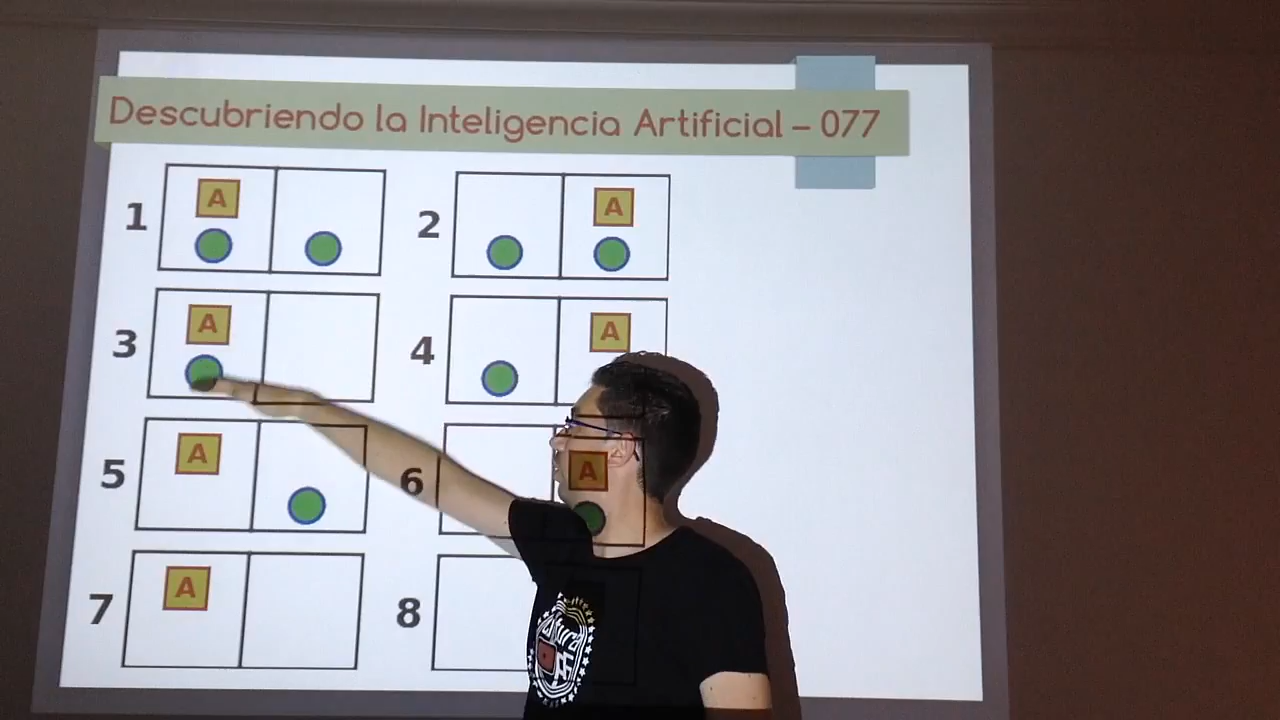 Descubriendo la Inteligencia Artificial – 077
1 A 2 A
3 A 4 A
5 A 6 A
7 A 8